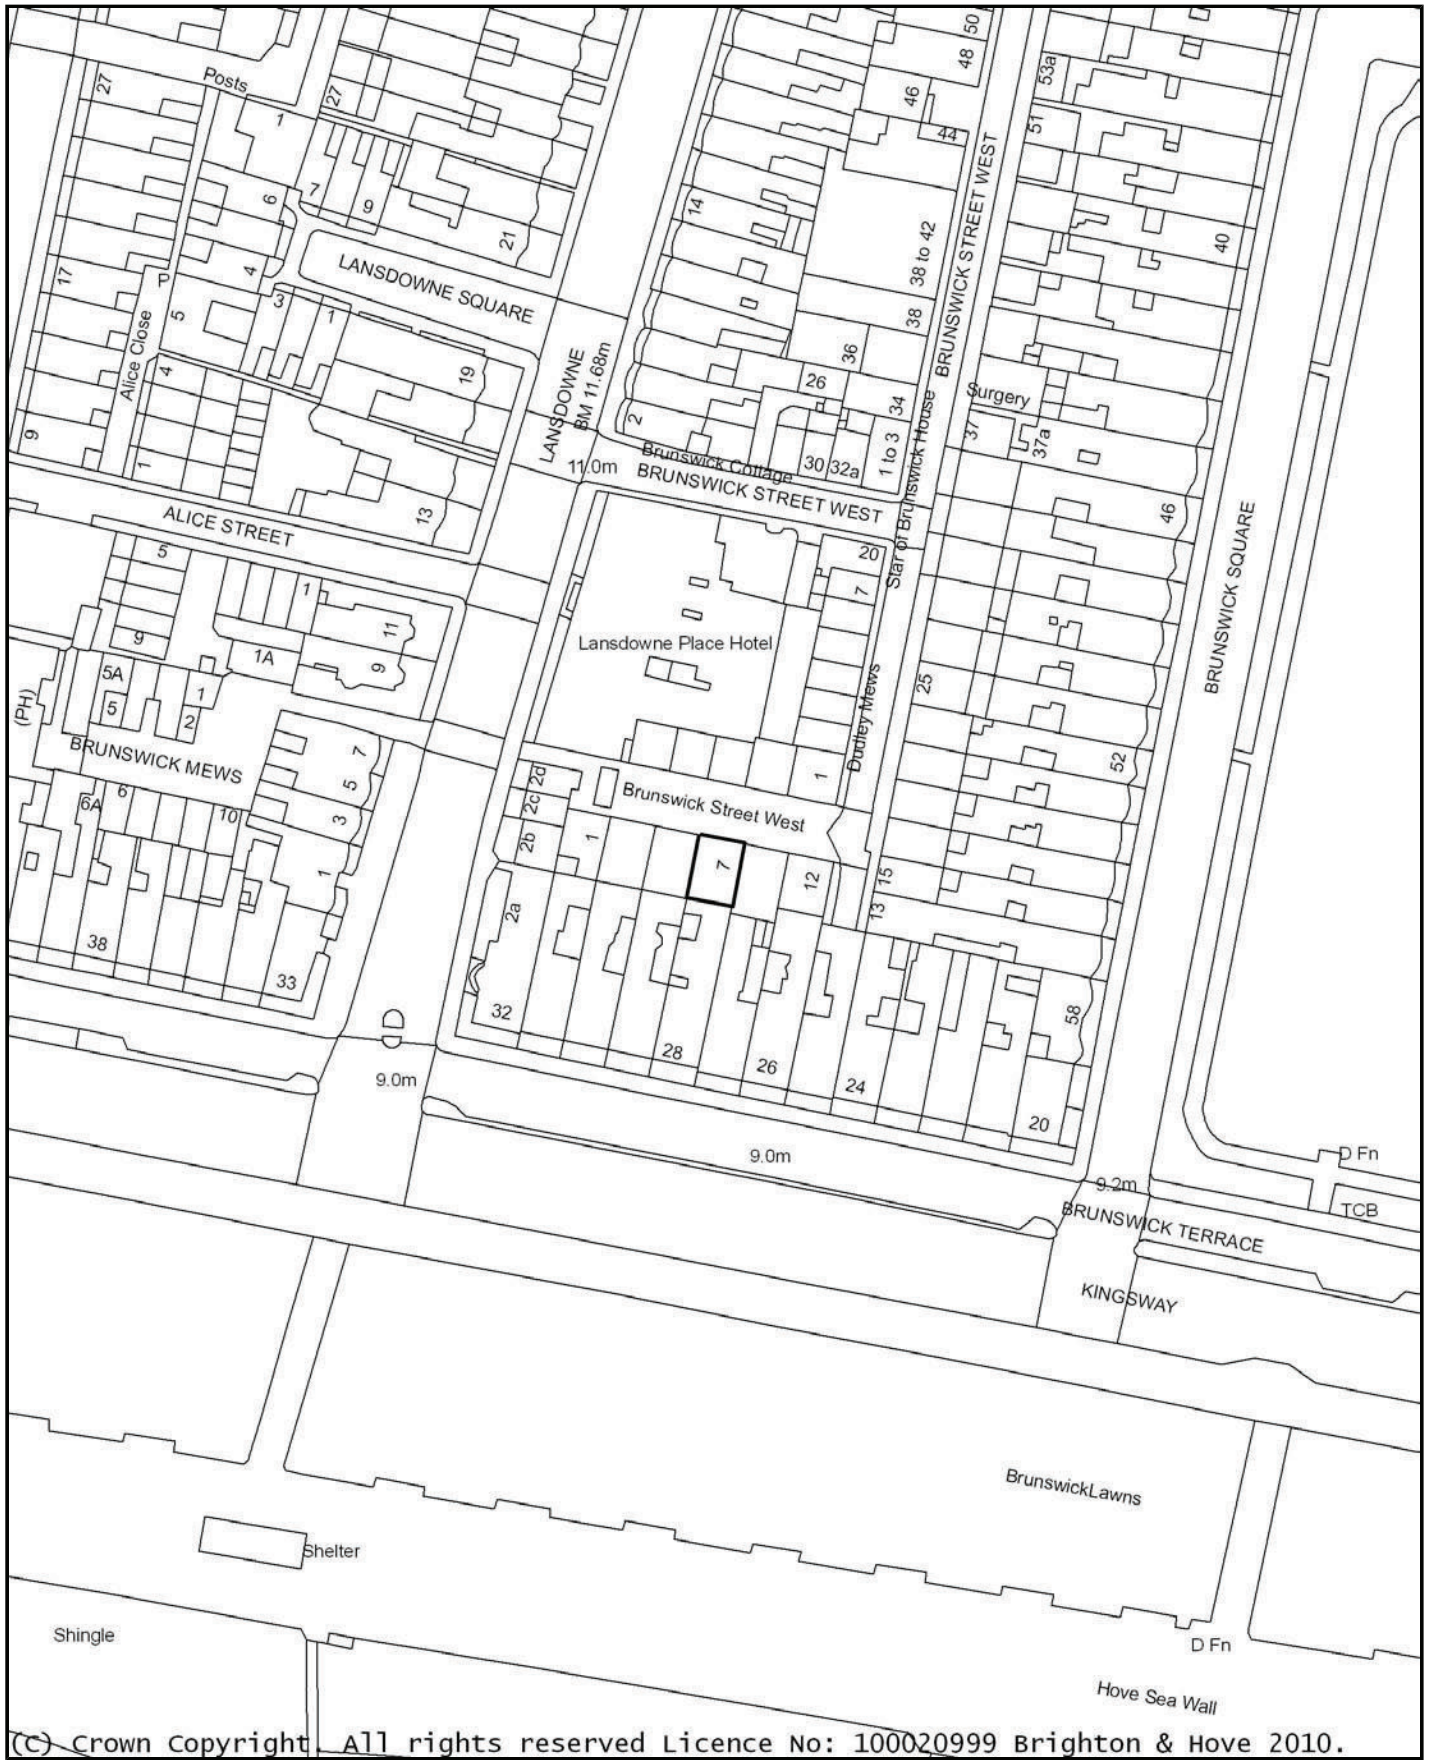 50
48
53a
27
Posts
27
46
1
51
44
BRUNSWICK STREET WEST
7
6
9
14
21
40
38 to 42
LANSDOWNE SQUARE
4
17
P
3
1
5
38
Alice Close
36
LANSDOWNE
BM 11.68m
4
19
26
34
Surgery
2
37
37a
9
1
Brunswick Cottage
30
32a
1 to 3
Star of Brunswick House
11.0m
BRUNSWICK STREET WEST
13
46
ALICE STREET
5
20
BRUNSWICK SQUARE
1
7
11
9
Lansdowne Place Hotel
1A
9
5A
1
25
(PH)
5
2
Dudley Mews
BRUNSWICK MEWS
7
52
2d
1
5
Brunswick Street West
6A
6
2c
10
3
2b
1
7
12
15
1
2a
13
38
33
32
58
28
26
24
9.0m
20
9.0m
D Fn
9.2m
TCB
BRUNSWICK TERRACE
KINGSWAY
BrunswickLawns
Shelter
Shingle
D Fn
Hove Sea Wall
(C) Crown Copyright. All rights reserved Licence No: 100020999 Brighton & Hove 2010.